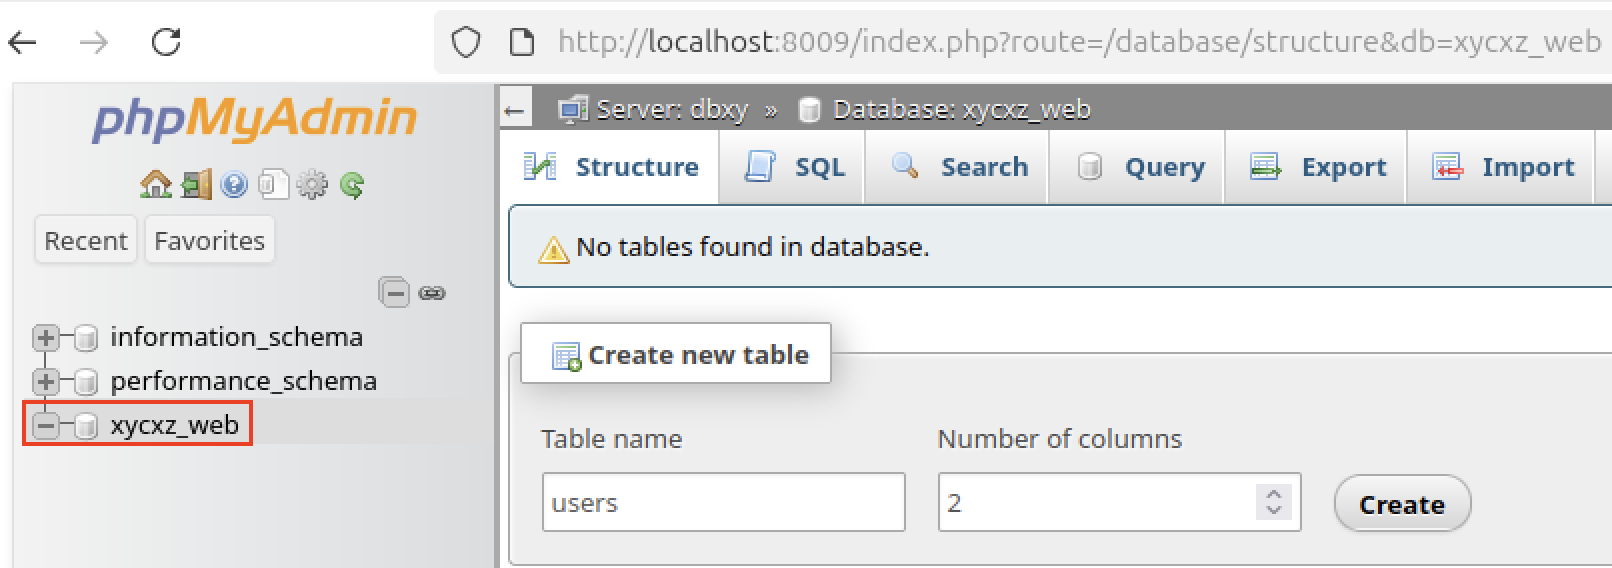 http://localhost:8009/index.php?route=/database/structure&db=xycxz_web
phpMyAdmin
Recent Favorites
information_schema
performance_schema
xycxz_web
Server: dbxy » Database: xycxz_web
Structure SQL Search Query Export Import
No tables found in database.
Create new table
Table name Number of columns
users 2 Create